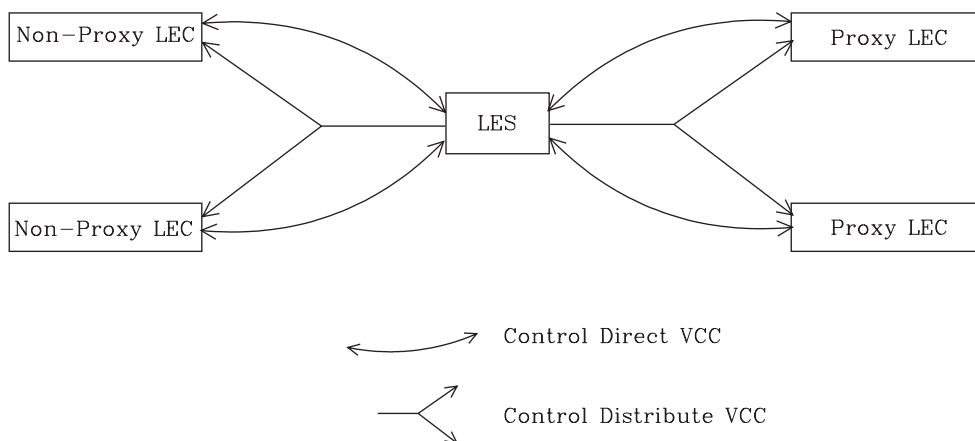 Non-Proxy LEC
Proxy LEC
LES
Non-Proxy LEC
Proxy LEC
Control Direct VCC
Control Distribute VCC